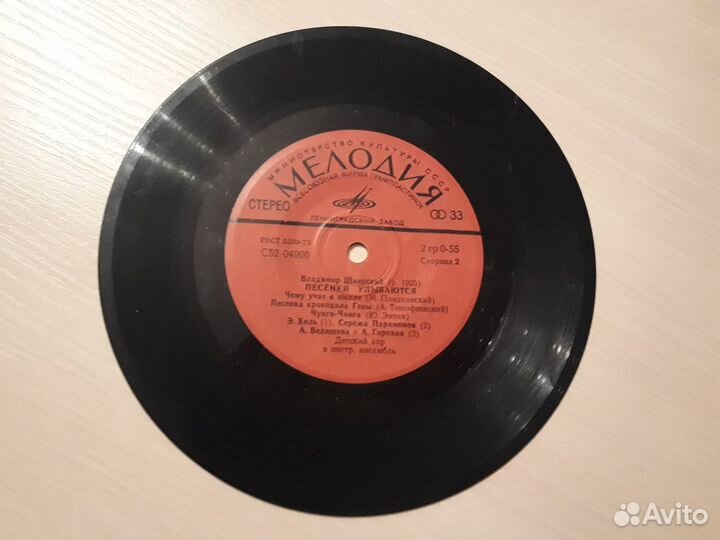 МИНИСТЕРСТВО КУЛЬТУРЫ СССР
МЕЛОДИЯ
ВСЕСОЮЗНАЯ ФИРМА ГРАМПЛАСТИНОК
СТЕРЕО
33
ЛЕНИНГРАДСКИЙ ЗАВОД
ГОСТ 5289-73
2 гр 0-55
С52-04900
Сторона 2
Владимир Шаинский (р. 1925)
ПЕСЕНКИ УЛЫБАЮТСЯ
Чему учат в школе (М. Пляцковский)
Песенка крокодила Гены (А. Тимофеевский)
Чунга-Чанга (Ю. Энтин)
Э. Хиль (1), Сережа Парамонов (2)
А. Ведищева и А. Горохов (3)
Детский хор
и инстр. ансамбль
Avito